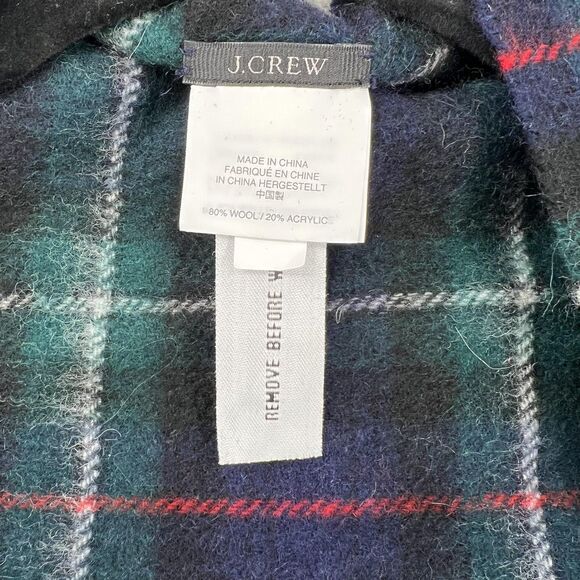 J.CREW
MADE IN CHINA
FABRIQUÉ EN CHINE
IN CHINA HERGESTELLT
中国製
80% WOOL / 20% ACRYLIC
REMOVE BEFORE W